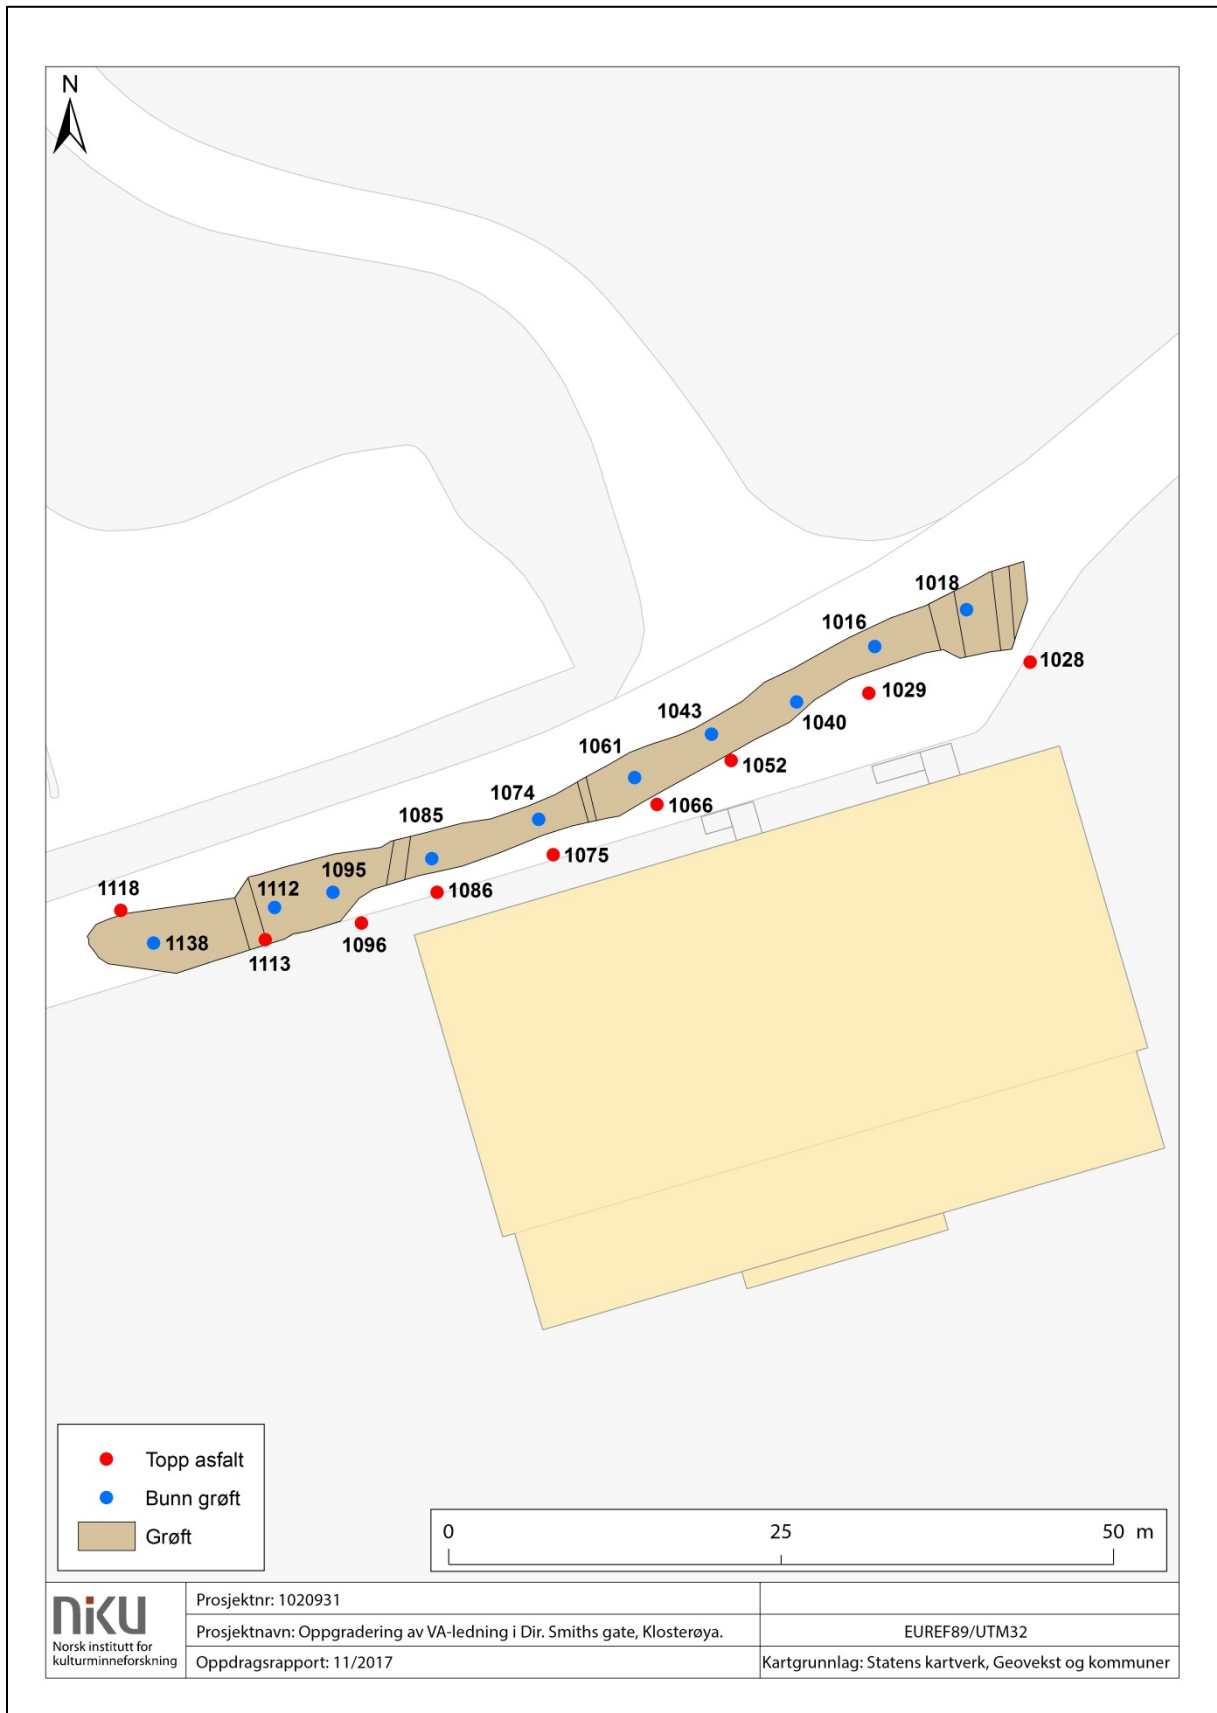 N
1018
1016
1028
1029
1043
1040
1061
1052
1074
1066
1085
1075
1095
1086
1118
1112
1138
1096
1113
Topp asfalt
Bunn grøft
Grøft
0 25 50 m
niKU
Norsk institutt for
kulturminneforskning
Prosjektnr: 1020931
Prosjektnavn: Oppgradering av VA-ledning i Dir. Smiths gate, Klosterøya.
EUREF89/UTM32
Oppdragsrapport: 11/2017
Kartgrunnlag: Statens kartverk, Geovekst og kommuner